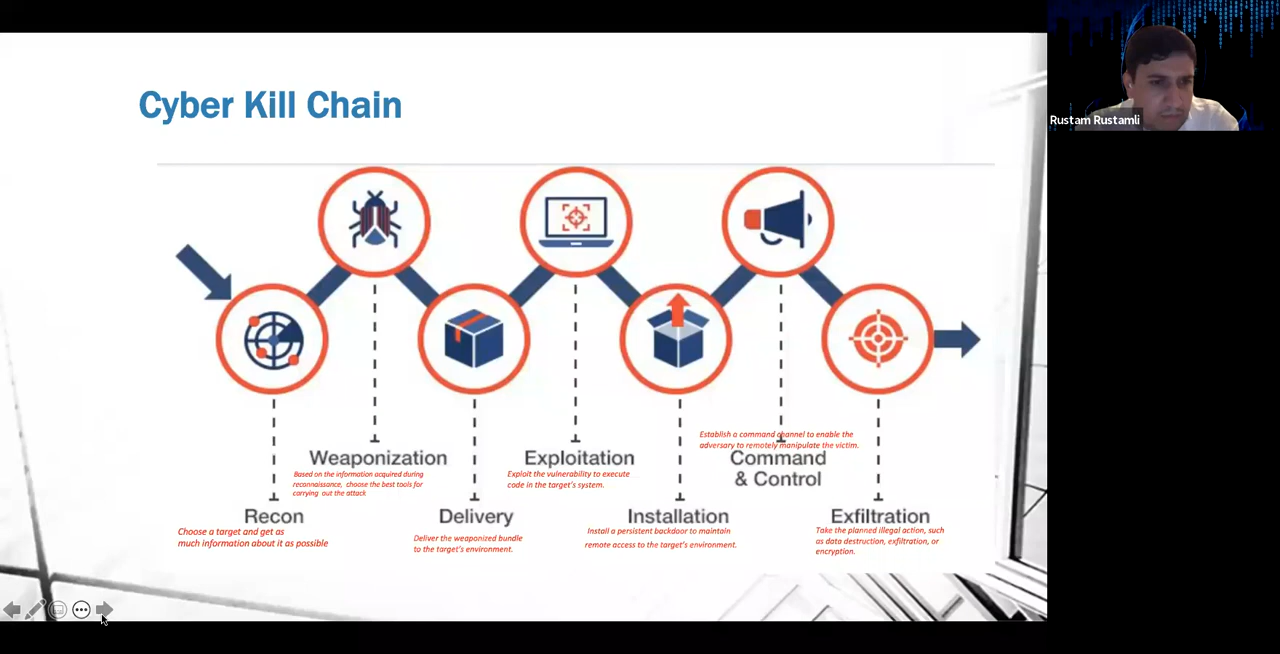 Cyber Kill Chain
Rustam Rustamli
Establish a command channel to enable the
adversary to remotely manipulate the victim.
Weaponization
Based on the information acquired during
reconnaissance, choose the best tools for
carrying out the attack
Exploitation
Exploit the vulnerability to execute
code in the target's system.
Command
& Control
Recon
Choose a target and get as
much information about it as possible
Delivery
Deliver the weaponized bundle
to the target's environment.
Installation
Install a persistent backdoor to maintain
remote access to the target's environment.
Exfiltration
Take the planned illegal action, such
as data destruction, exfiltration, or
encryption.